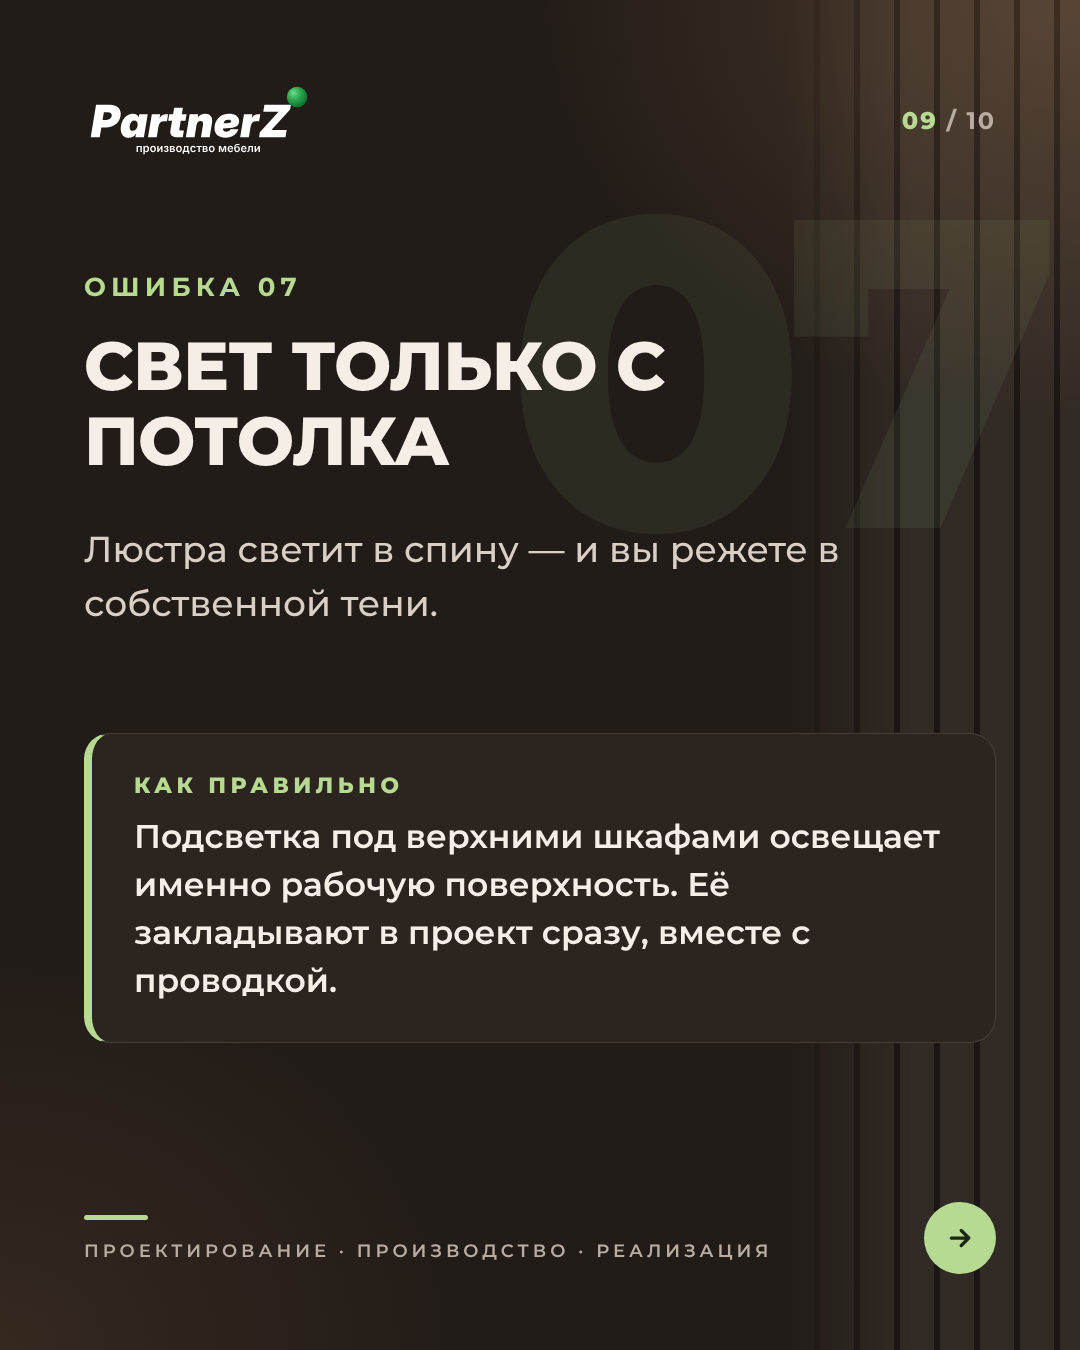 PartnerZ
производство мебели
09 / 10
07
ОШИБКА 07
СВЕТ ТОЛЬКО С
ПОТОЛКА
Люстра светит в спину — и вы режете в
собственной тени.
КАК ПРАВИЛЬНО
Подсветка под верхними шкафами освещает
именно рабочую поверхность. Её
закладывают в проект сразу, вместе с
проводкой.
ПРОЕКТИРОВАНИЕ · ПРОИЗВОДСТВО · РЕАЛИЗАЦИЯ